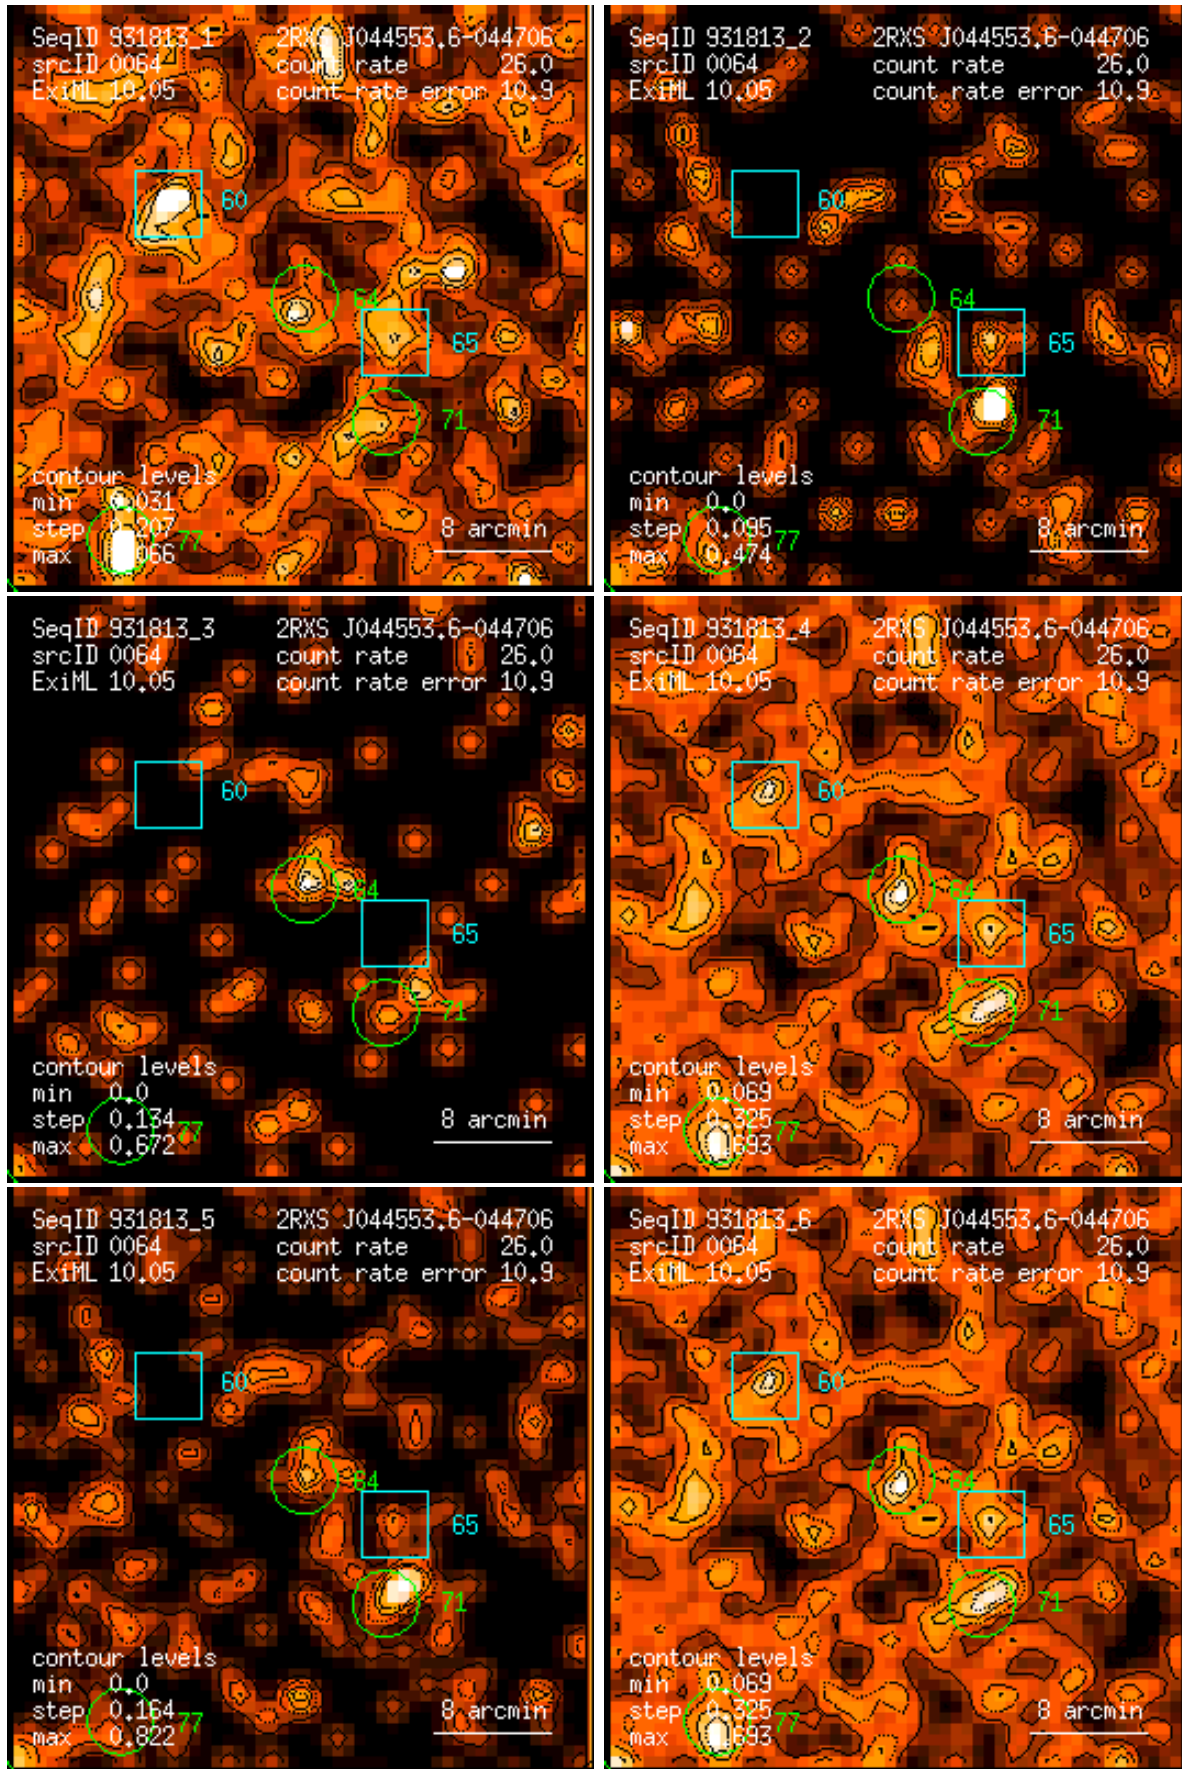 SeqID 931813_1 2RXS J044553.6-044706
srcID 0064 count rate 26.0
ExiML 10.05 count rate error 10.9
60
64
65
71
contour levels
min 0.031
step 0.207
77
max
8 arcmin
SeqID 931813_2 2RXS J044553.6-044706
srcID 0064 count rate 26.0
ExiML 10.05 count rate error 10.9
60
64
65
71
contour levels
min 0.0
step 0.095
77
max 0.474
8 arcmin
SeqID 931813_3 2RXS J044553.6-044706
srcID 0064 count rate 26.0
ExiML 10.05 count rate error 10.9
60
64
65
71
contour levels
min 0.0
step 0.134
77
max 0.672
8 arcmin
SeqID 931813_4 2RXS J044553.6-044706
srcID 0064 count rate 26.0
ExiML 10.05 count rate error 10.9
60
64
65
71
contour levels
min 0.069
step 0.325
77
max
8 arcmin
SeqID 931813_5 2RXS J044553.6-044706
srcID 0064 count rate 26.0
ExiML 10.05 count rate error 10.9
60
64
65
71
contour levels
min 0.0
step 0.164
77
max 0.822
8 arcmin
SeqID 931813_6 2RXS J044553.6-044706
srcID 0064 count rate 26.0
ExiML 10.05 count rate error 10.9
60
64
65
71
contour levels
min 0.069
step 0.325
77
max
8 arcmin